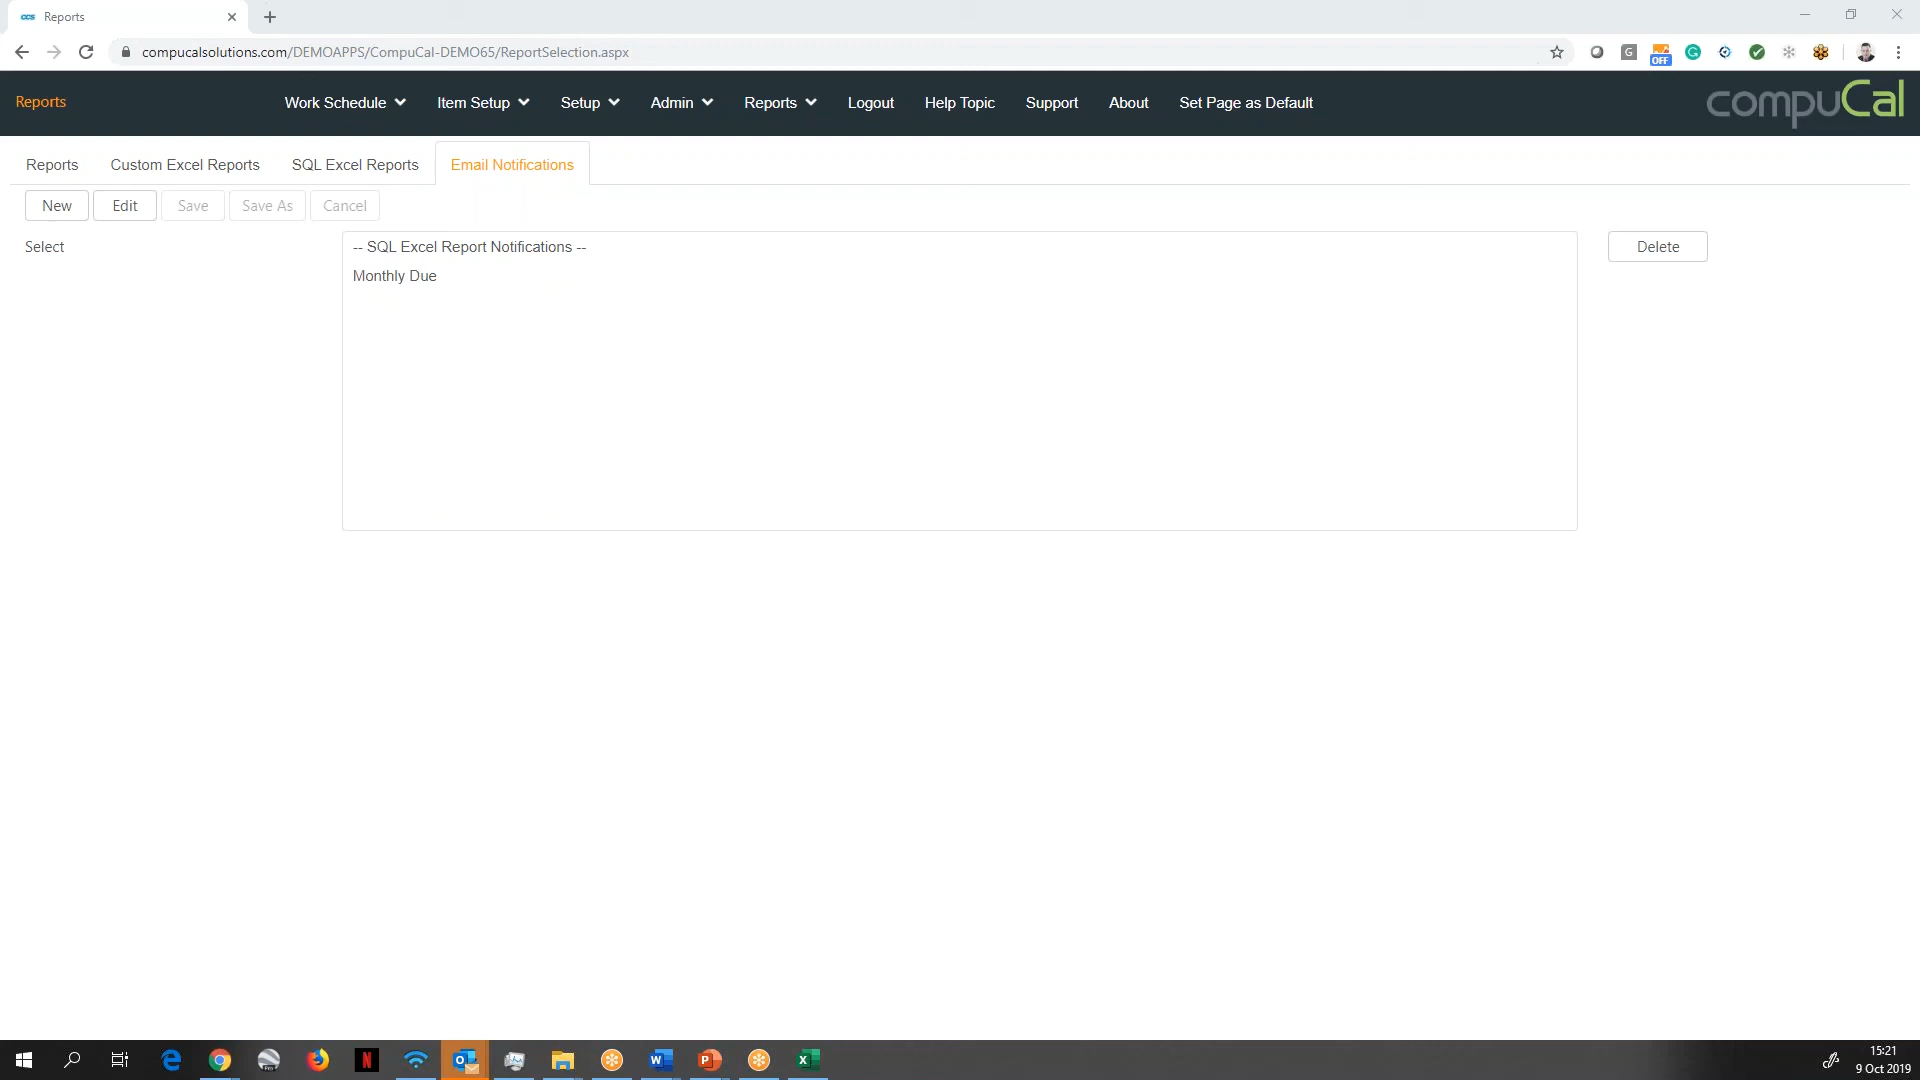 ccs Reports
compucalsolutions.com/DEMOAPPS/CompuCal-DEMO65/ReportSelection.aspx
G
OFF
G
Reports
Work Schedule
Item Setup
Setup
Admin
Reports
Logout
Help Topic
Support
About
Set Page as Default
compuCal
Reports
Custom Excel Reports
SQL Excel Reports
Email Notifications
New
Edit
Save
Save As
Cancel
Select
-- SQL Excel Report Notifications --
Monthly Due
Delete
15:21
9 Oct 2019